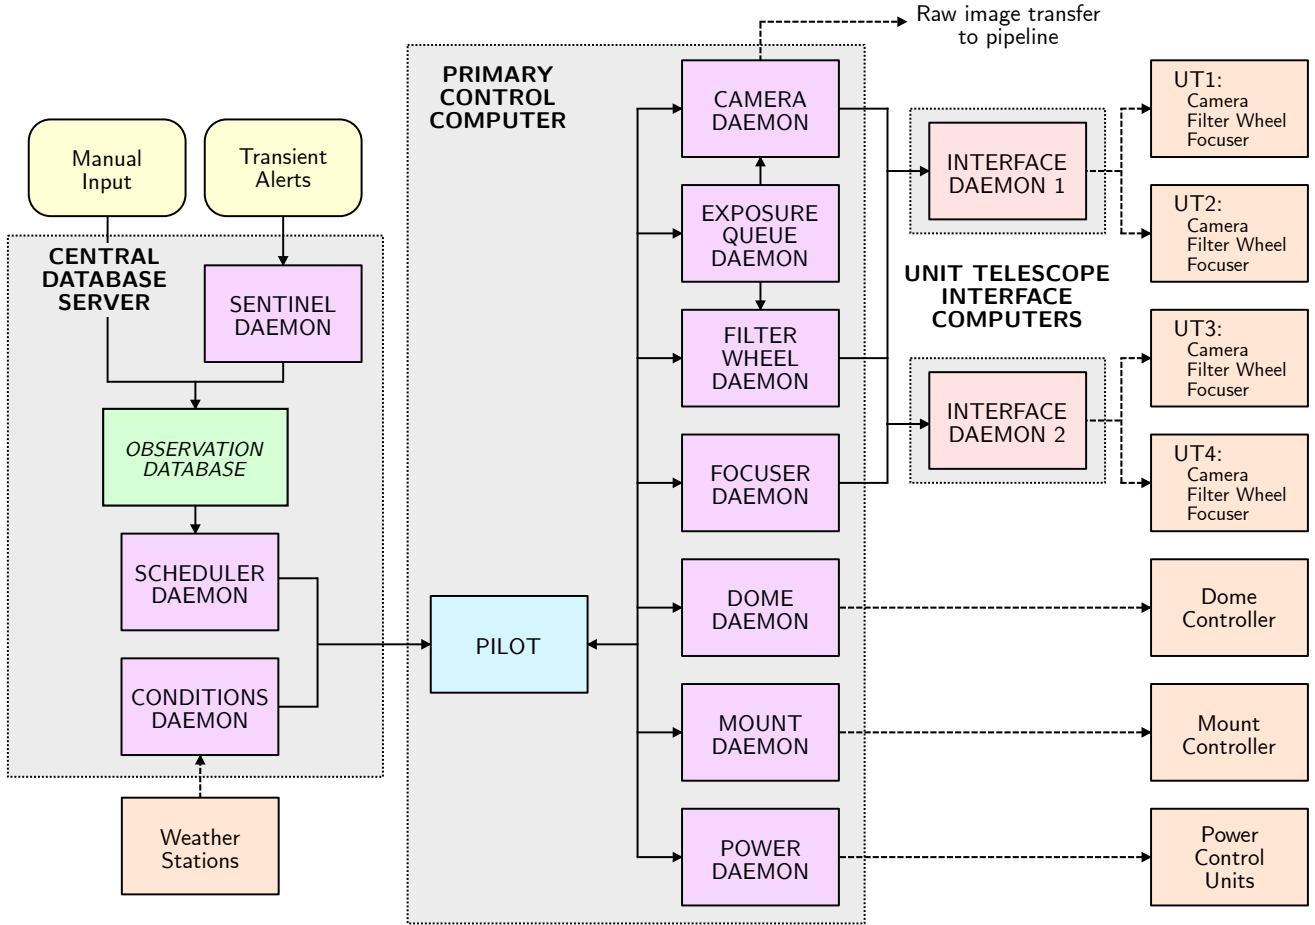 Raw image transfer
to pipeline
PRIMARY
CONTROL
COMPUTER
CAMERA
DAEMON
UT1:
Camera
Filter Wheel
Focuser
Manual
Input
Transient
Alerts
INTERFACE
DAEMON 1
EXPOSURE
QUEUE
DAEMON
UT2:
Camera
Filter Wheel
Focuser
CENTRAL
DATABASE
SERVER
SENTINEL
DAEMON
UNIT TELESCOPE
INTERFACE
COMPUTERS
FILTER
WHEEL
DAEMON
UT3:
Camera
Filter Wheel
Focuser
INTERFACE
DAEMON 2
OBSERVATION
DATABASE
FOCUSER
DAEMON
UT4:
Camera
Filter Wheel
Focuser
SCHEDULER
DAEMON
DOME
DAEMON
Dome
Controller
PILOT
CONDITIONS
DAEMON
MOUNT
DAEMON
Mount
Controller
Weather
Stations
POWER
DAEMON
Power
Control
Units